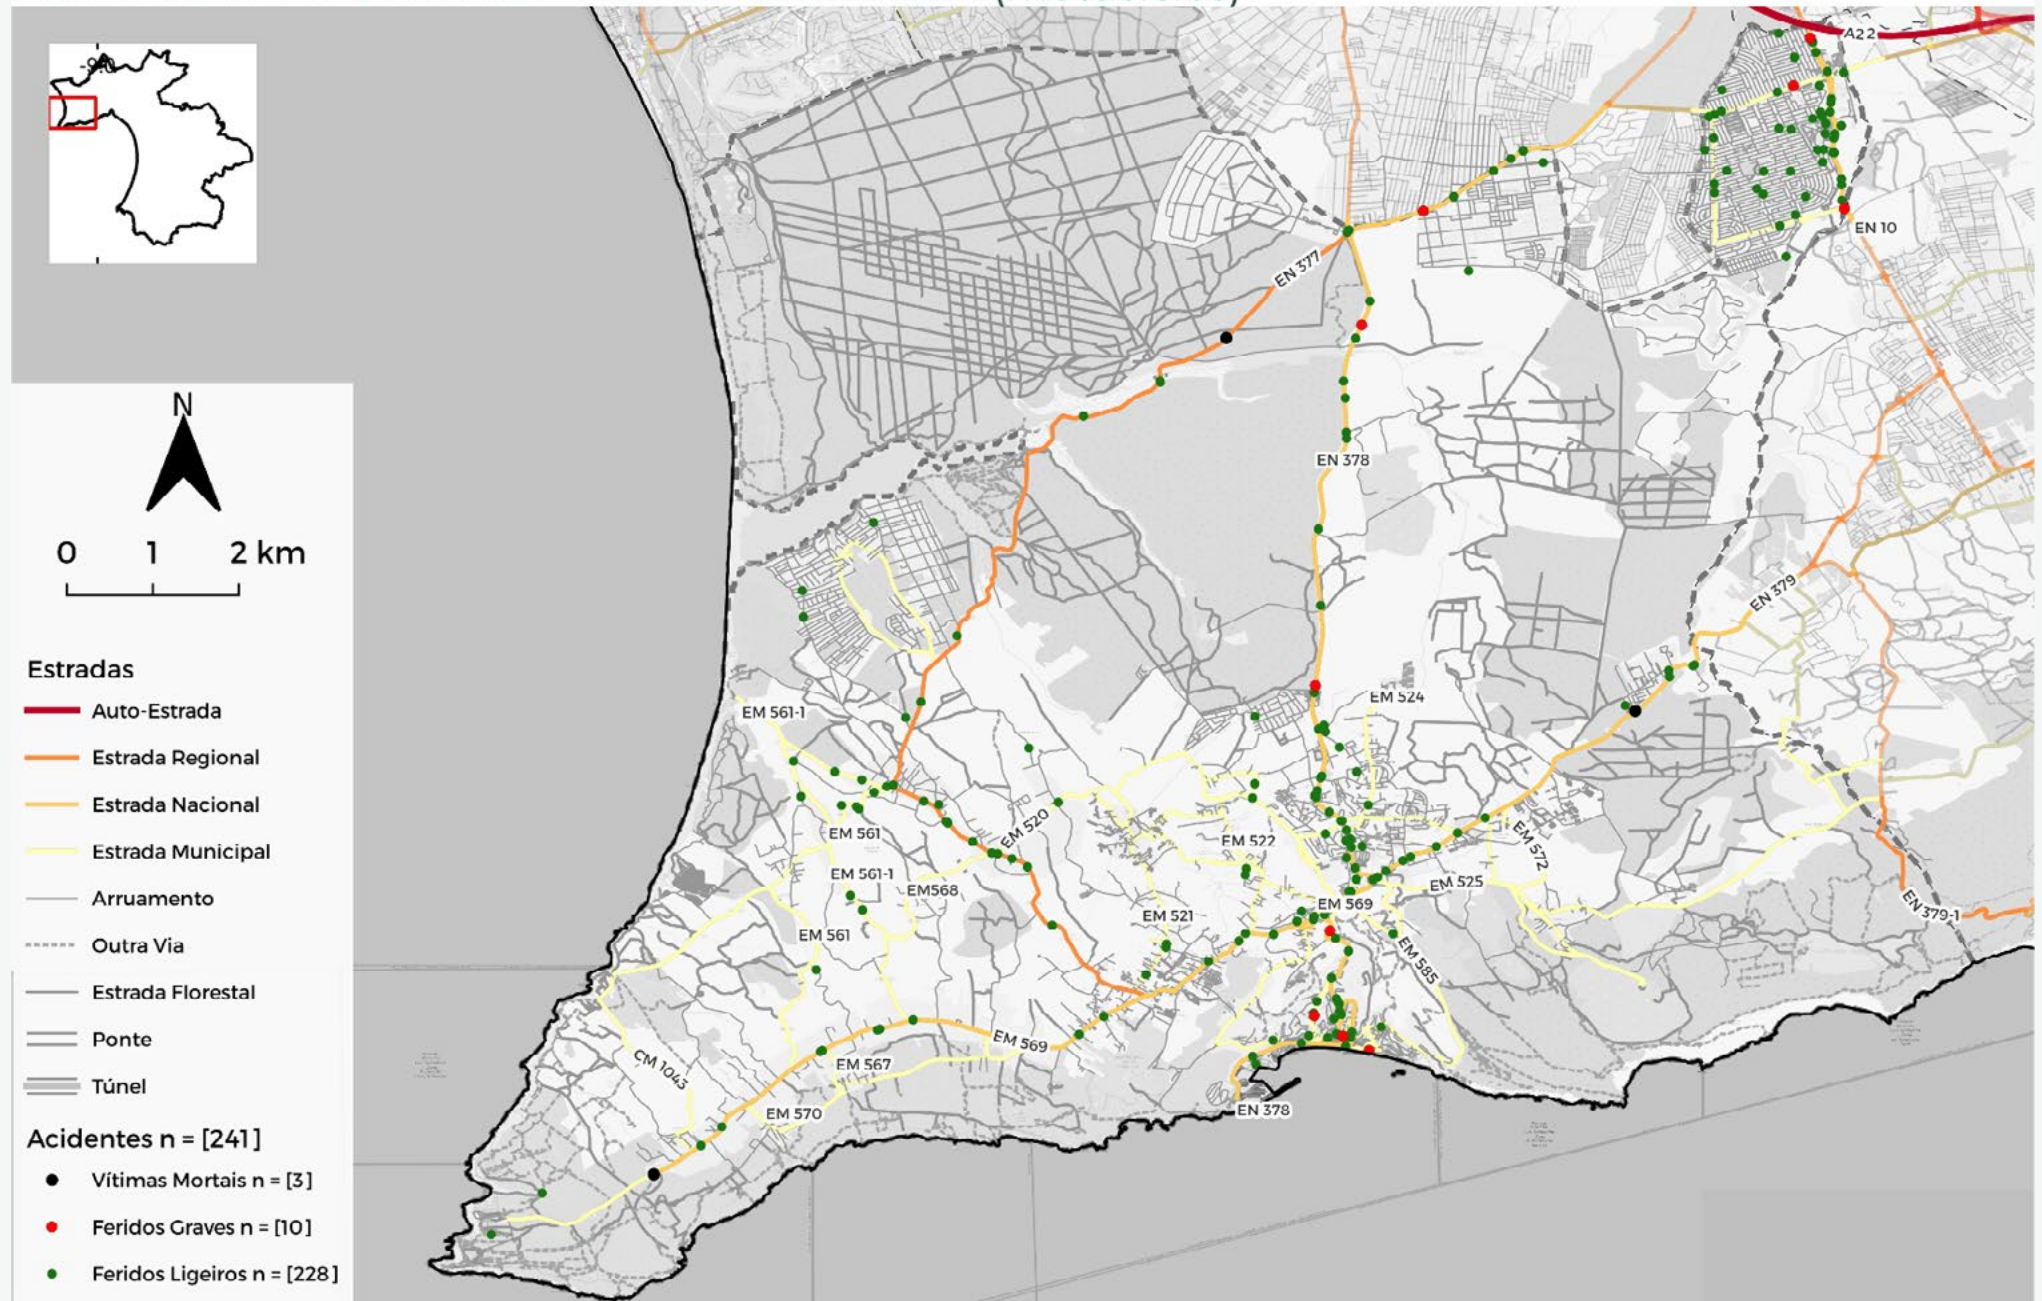 A22
EN 10
EN 377
EN 378
EN 379
N
0 1 2 km
Estradas
Auto-Estrada
Estrada Regional
Estrada Nacional
Estrada Municipal
Arruamento
Outra Via
Estrada Florestal
Ponte
Túnel
Acidentes n = [241]
Vítimas Mortais n = [3]
Feridos Graves n = [10]
Feridos Ligeiros n = [228]
EM 524
EM 561-1
EM 520
EM 561
EM 522
EM 572
EM 561-1
EM568
EM 525
EM 569
EM 521
EN 379-1
EM 561
EM 585
EM 569
CM 1043
EM 567
EM 570
EN 378